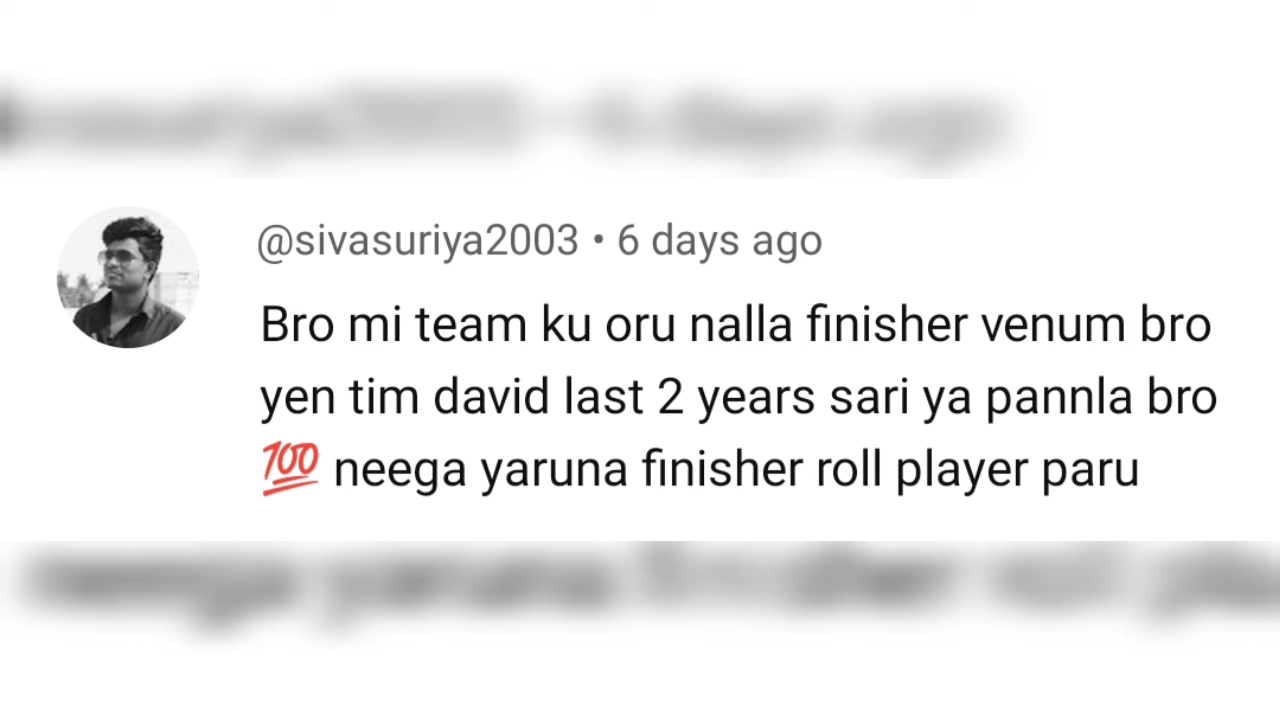 @sivasuriya2003 • 6 days ago
Bro mi team ku oru nalla finisher venum bro
yen tim david last 2 years sari ya pannla bro
💯 neega yaruna finisher roll player paru